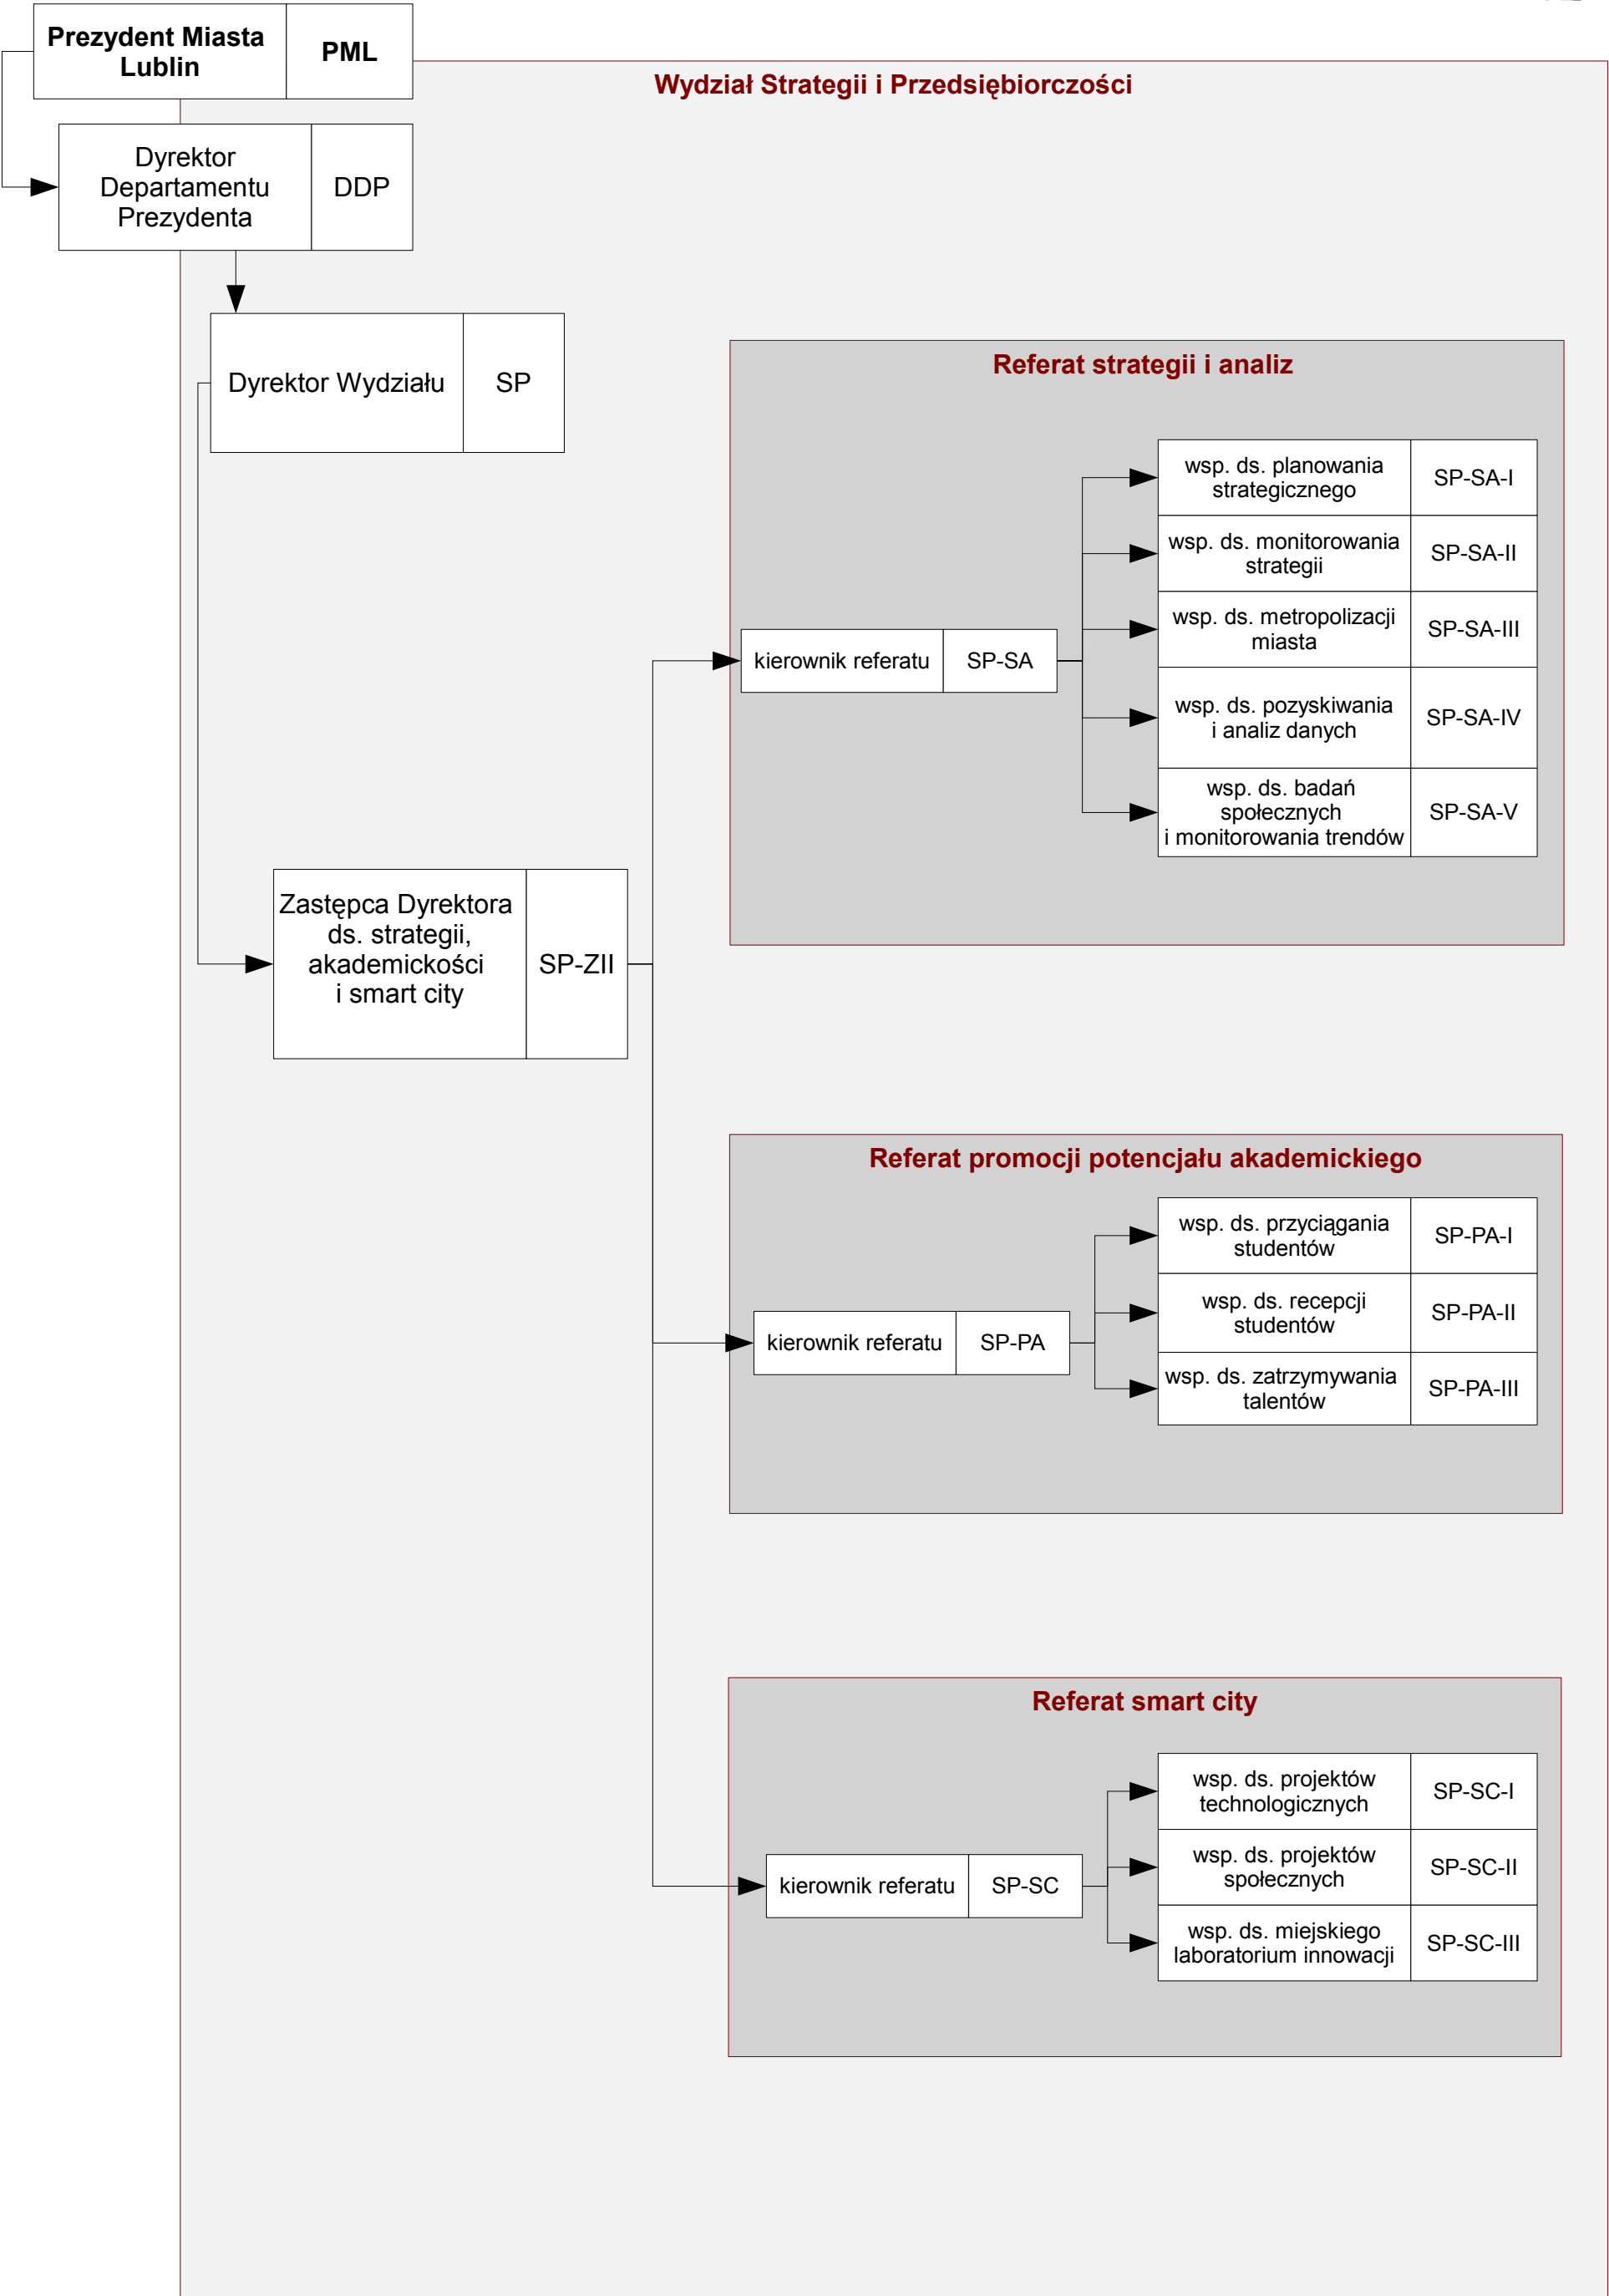 Prezydent Miasta
Lublin
PML
Wydział Strategii i Przedsiębiorczości
Dyrektor
Departamentu
Prezydenta
DDP
Dyrektor Wydziału
SP
Referat strategii i analiz
wsp. ds. planowania
strategicznego
SP-SA-I
wsp. ds. monitorowania
strategii
SP-SA-II
wsp. ds. metropolizacji
miasta
SP-SA-III
kierownik referatu
SP-SA
wsp. ds. pozyskiwania
i analiz danych
SP-SA-IV
wsp. ds. badań
społecznych
i monitorowania trendów
SP-SA-V
Zastępca Dyrektora
ds. strategii,
akademickości
i smart city
SP-ZII
Referat promocji potencjału akademickiego
wsp. ds. przyciągania
studentów
SP-PA-I
wsp. ds. recepcji
studentów
SP-PA-II
kierownik referatu
SP-PA
wsp. ds. zatrzymywania
talentów
SP-PA-III
Referat smart city
wsp. ds. projektów
technologicznych
SP-SC-I
wsp. ds. projektów
społecznych
SP-SC-II
kierownik referatu
SP-SC
wsp. ds. miejskiego
laboratorium innowacji
SP-SC-III